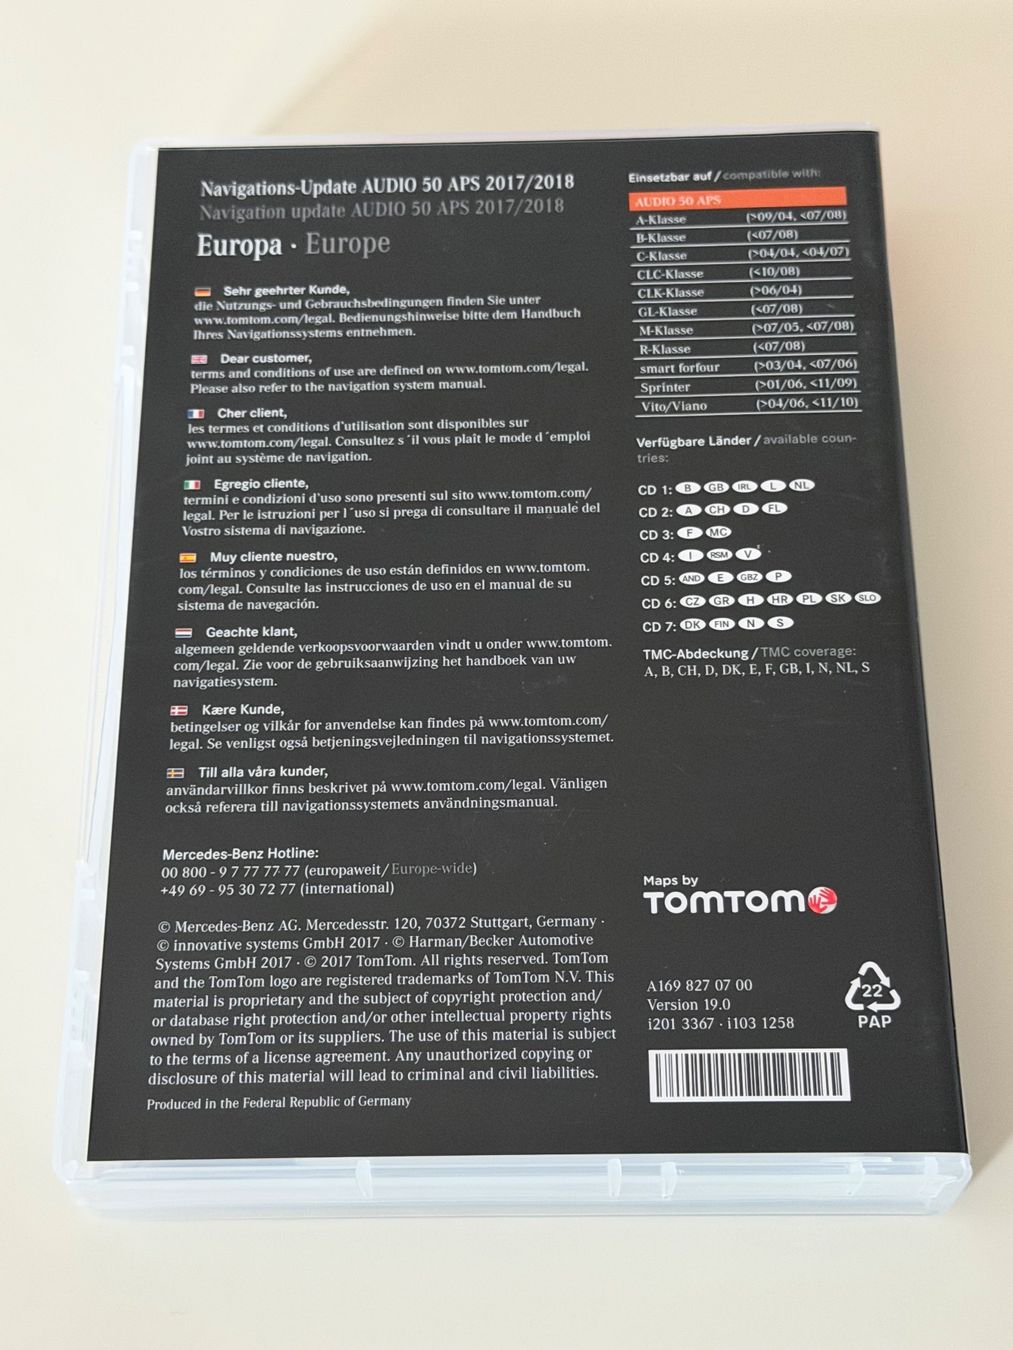 Navigations-Update AUDIO 50 APS 2017/2018
Navigation update AUDIO 50 APS 2017/2018
Europa · Europe
Sehr geehrter Kunde,
die Nutzungs- und Gebrauchsbedingungen finden Sie unter
www.tomtom.com/legal. Bedienungshinweise bitte dem Handbuch
Ihres Navigationssystems entnehmen.
Dear customer,
terms and conditions of use are defined on www.tomtom.com/legal.
Please also refer to the navigation system manual.
Cher client,
les termes et conditions d'utilisation sont disponibles sur
www.tomtom.com/legal. Consultez s´il vous plaît le mode d´emploi
joint au système de navigation.
Egregio cliente,
termini e condizioni d'uso sono presenti sul sito www.tomtom.com/
legal. Per le istruzioni per l´uso si prega di consultare il manuale del
Vostro sistema di navigazione.
Muy cliente nuestro,
los términos y condiciones de uso están definidos en www.tomtom.
com/legal. Consulte las instrucciones de uso en el manual de su
sistema de navegación.
Geachte klant,
algemeen geldende verkoopsvoorwaarden vindt u onder www.tomtom.
com/legal. Zie voor de gebruiksaanwijzing het handboek van uw
navigatiesystem.
Kære Kunde,
betingelser og vilkår for anvendelse kan findes på www.tomtom.com/
legal. Se venligst også betjeningsvejledningen til navigationssystemet.
Till alla våra kunder,
användarvillkor finns beskrivet på www.tomtom.com/legal. Vänligen
också referera till navigationssystemets användningsmanual.
Mercedes-Benz Hotline:
00 800 - 9 7 77 77 77 (europaweit/Europe-wide)
+49 69 - 95 30 72 77 (international)
© Mercedes-Benz AG. Mercedesstr. 120, 70372 Stuttgart, Germany ·
© innovative systems GmbH 2017 · © Harman/Becker Automotive
Systems GmbH 2017 · © 2017 TomTom. All rights reserved. TomTom
and the TomTom logo are registered trademarks of TomTom N.V. This
material is proprietary and the subject of copyright protection and/
or database right protection and/or other intellectual property rights
owned by TomTom or its suppliers. The use of this material is subject
to the terms of a license agreement. Any unauthorized copying or
disclosure of this material will lead to criminal and civil liabilities.
Produced in the Federal Republic of Germany
Einsetzbar auf / compatible with:
AUDIO 50 APS
A-Klasse (>09/04, <07/08)
B-Klasse (<07/08)
C-Klasse (>04/04, <04/07)
CLC-Klasse (<10/08)
CLK-Klasse (>06/04)
GL-Klasse (<07/08)
M-Klasse (>07/05, <07/08)
R-Klasse (<07/08)
smart forfour (>03/04, <07/06)
Sprinter (>01/06, <11/09)
Vito/Viano (>04/06, <11/10)
Verfügbare Länder / available coun-
tries:
CD 1: B GB IRL L NL
CD 2: A CH D FL
CD 3: F MC
CD 4: I RSM V
CD 5: AND E GBZ P
CD 6: CZ GR H HR PL SK SLO
CD 7: DK FIN N S
TMC-Abdeckung / TMC coverage:
A, B, CH, D, DK, E, F, GB, I, N, NL, S
Maps by
TOMTOM
A169 827 07 00
Version 19.0
i201 3367 · i103 1258
22
PAP